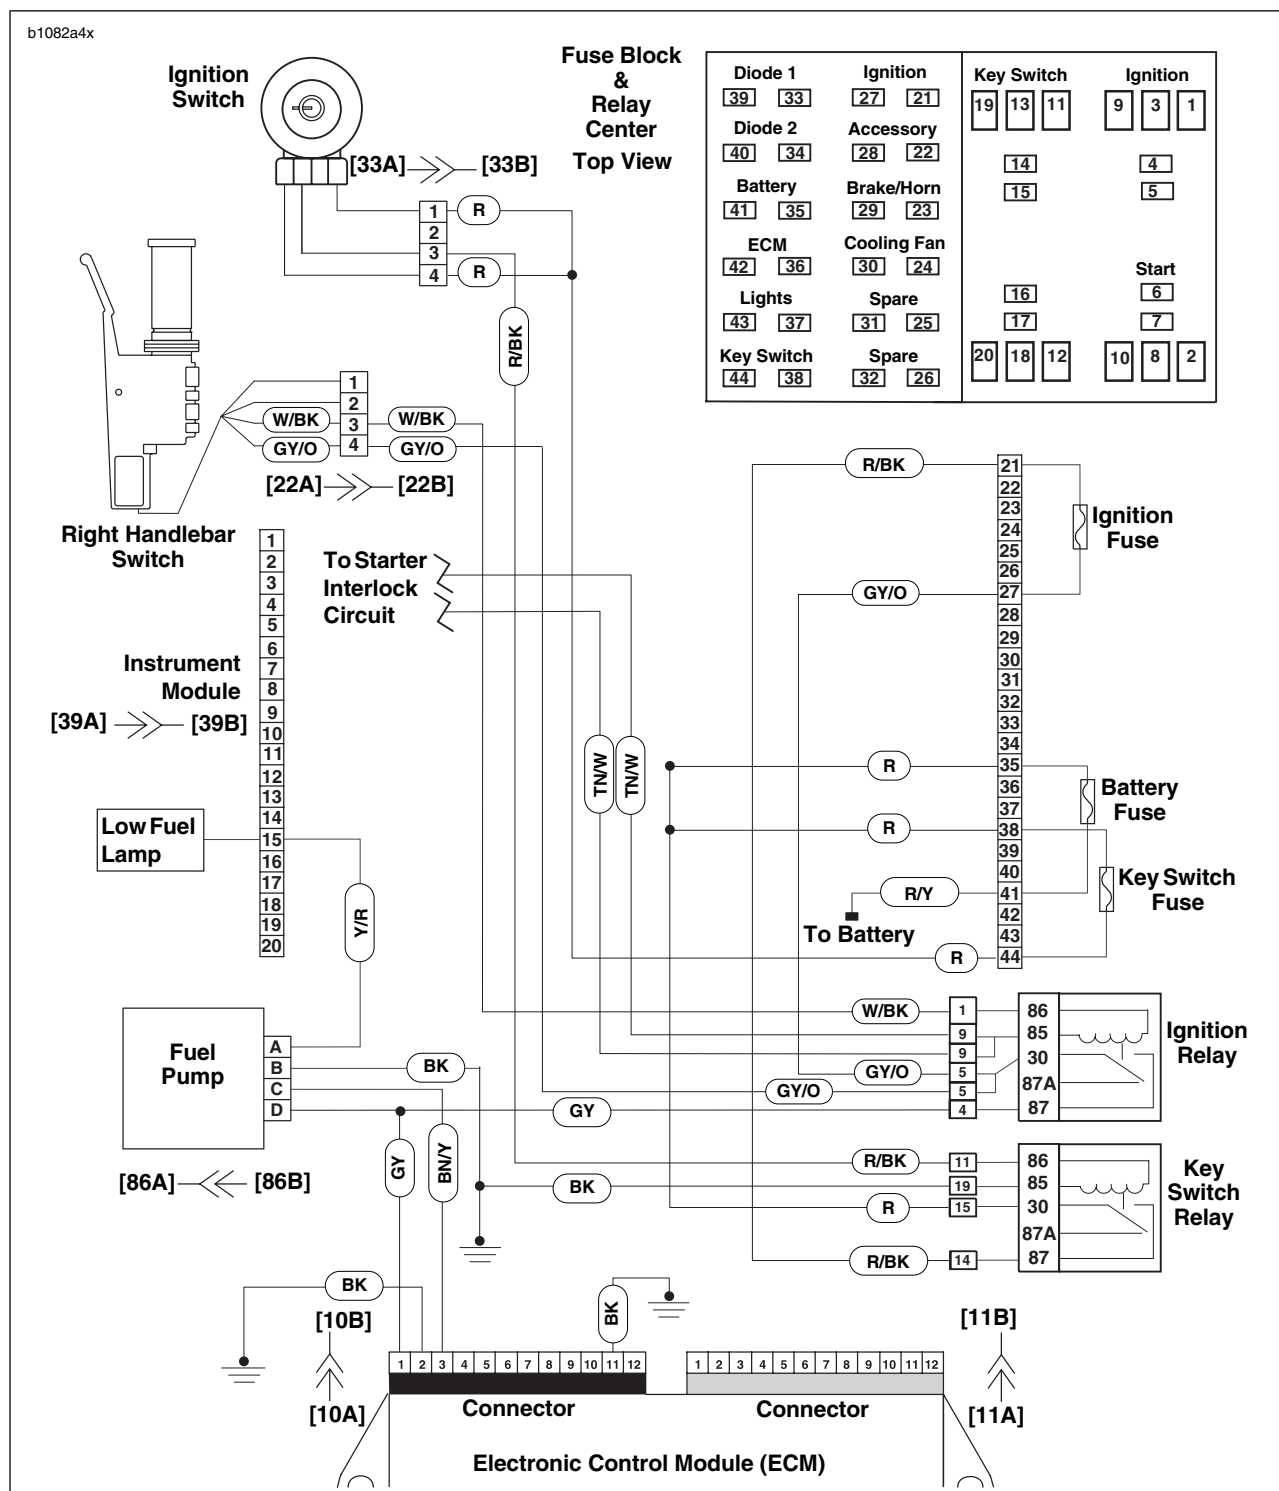 b1082a4x
Ignition
Switch
Fuse Block
&
Relay
Center
Top View
Diode 1
39 33
Ignition
27 21
Diode 2
40 34
Accessory
28 22
Battery
41 35
Brake/Horn
29 23
ECM
42 36
Cooling Fan
30 24
Lights
43 37
Spare
31 25
Key Switch
44 38
Spare
32 26
Key Switch
19 13 11
14
15
16
17
20 18 12
Ignition
9 3 1
4
5
Start
6
7
10 8 2
[33A] [33B]
1 R
2
3
4 R
R/BK
1
2
W/BK 3 W/BK
GY/O 4 GY/O
[22A] [22B]
Right Handlebar
Switch
To Starter
Interlock
Circuit
TN/W
TN/W
Instrument
Module
[39A] [39B]
1
2
3
4
5
6
7
8
9
10
11
12
13
14
15
16
17
18
19
20
Low Fuel
Lamp
Y/R
R/BK
GY/O
R
R
R/Y
To Battery
R
21
22
23
24
25
26
27
28
29
30
31
32
33
34
35
36
37
38
39
40
41
42
43
44
Ignition
Fuse
Battery
Fuse
Key Switch
Fuse
Fuel
Pump
A
B
C
D
BK
GY
BN/Y
GY
[86A] [86B]
W/BK 1 86
9 85
9 30
GY/O 5 87A
GY/O 5
4 87
Ignition
Relay
R/BK 11 86
BK 19 85
R 15 30
87A
R/BK 14 87
Key
Switch
Relay
BK
BK
[10B]
[10A]
[11B]
[11A]
1 2 3 4 5 6 7 8 9 10 11 12
1 2 3 4 5 6 7 8 9 10 11 12
Connector
Connector
Electronic Control Module (ECM)